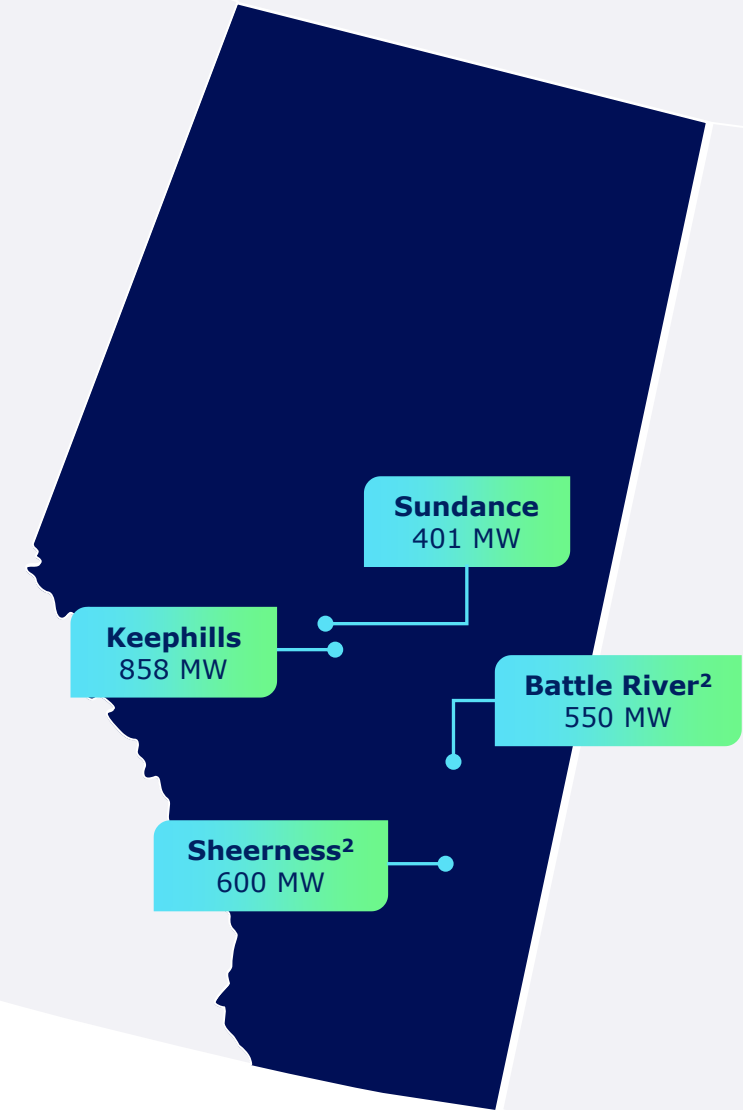 Sundance
401 MW
Keephills
858 MW
Battle River²
550 MW
Sheerness²
600 MW